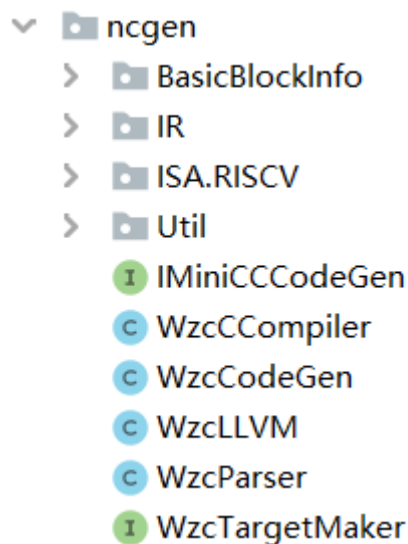 ncgen
BasicBlockInfo
IR
ISA.RISCV
Util
I IMiniCCCodeGen
C WzcCCompiler
C WzcCodeGen
C WzcLLVM
C WzcParser
I WzcTargetMaker